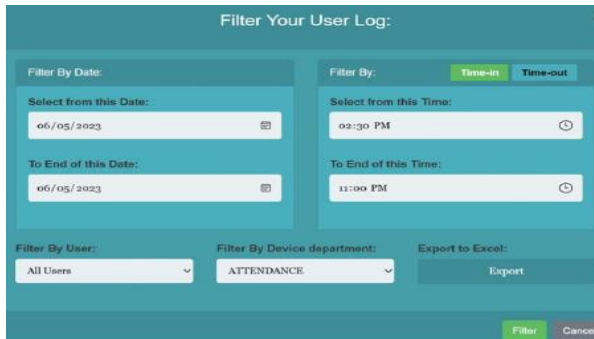 Filter Your User Log:
Filter By Date:
Select from this Date:
06/05/2023
To End of this Date:
06/05/2023
Filter By:
Time-in
Time-out
Select from this Time:
02:30 PM
To End of this Time:
11:00 PM
Filter By User:
All Users
Filter By Device department:
ATTENDANCE
Export to Excel:
Export
Filter
Cance